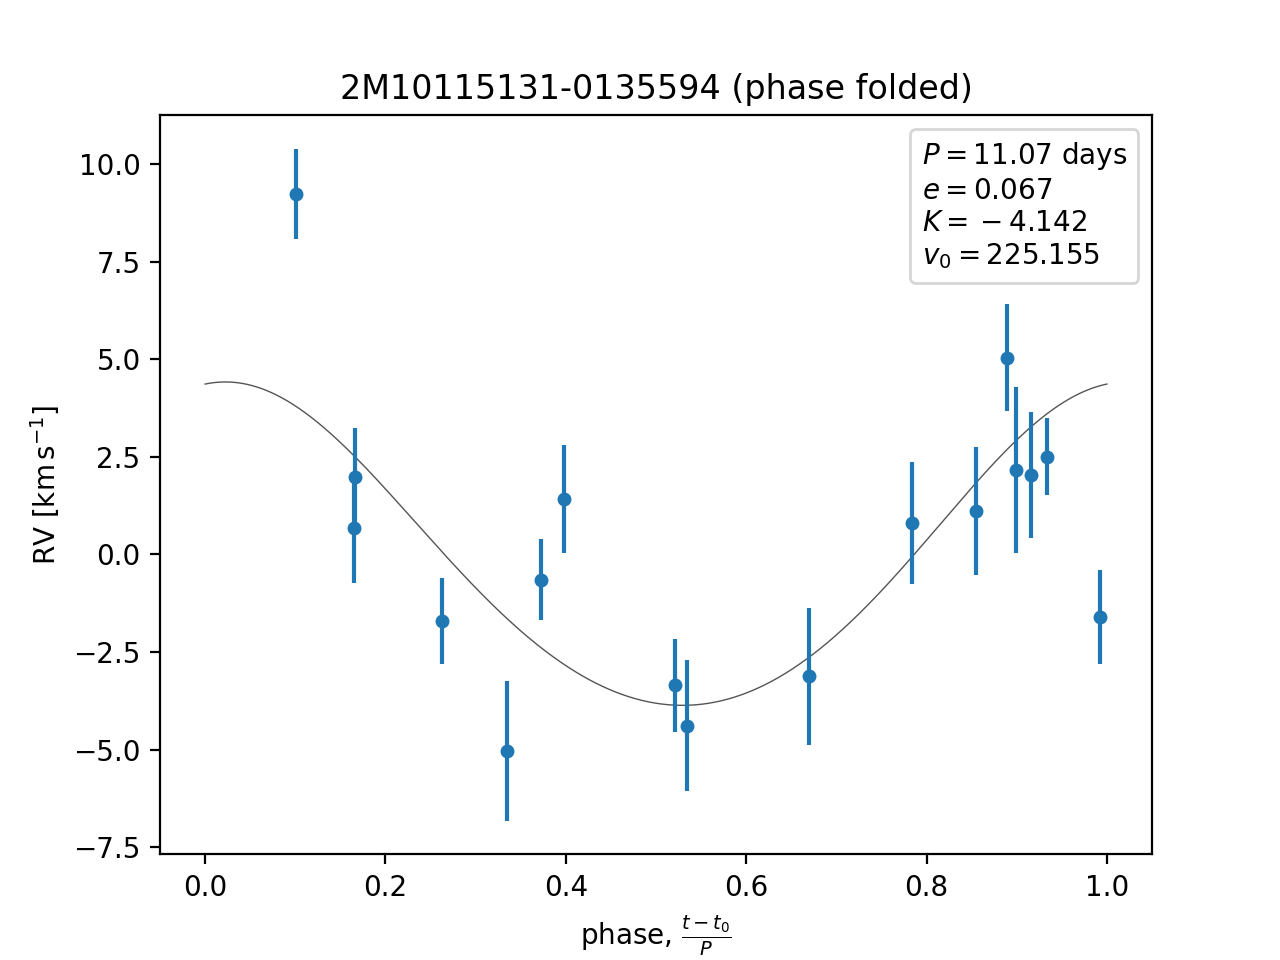 2M10115131-0135594 (phase folded)
P = 11.07 days
e = 0.067
K = −4.142
v₀ = 225.155
10.0
7.5
5.0
2.5
0.0
−2.5
−5.0
−7.5
RV [km s⁻¹]
0.0 0.2 0.4 0.6 0.8 1.0
phase, (t − t₀)/P